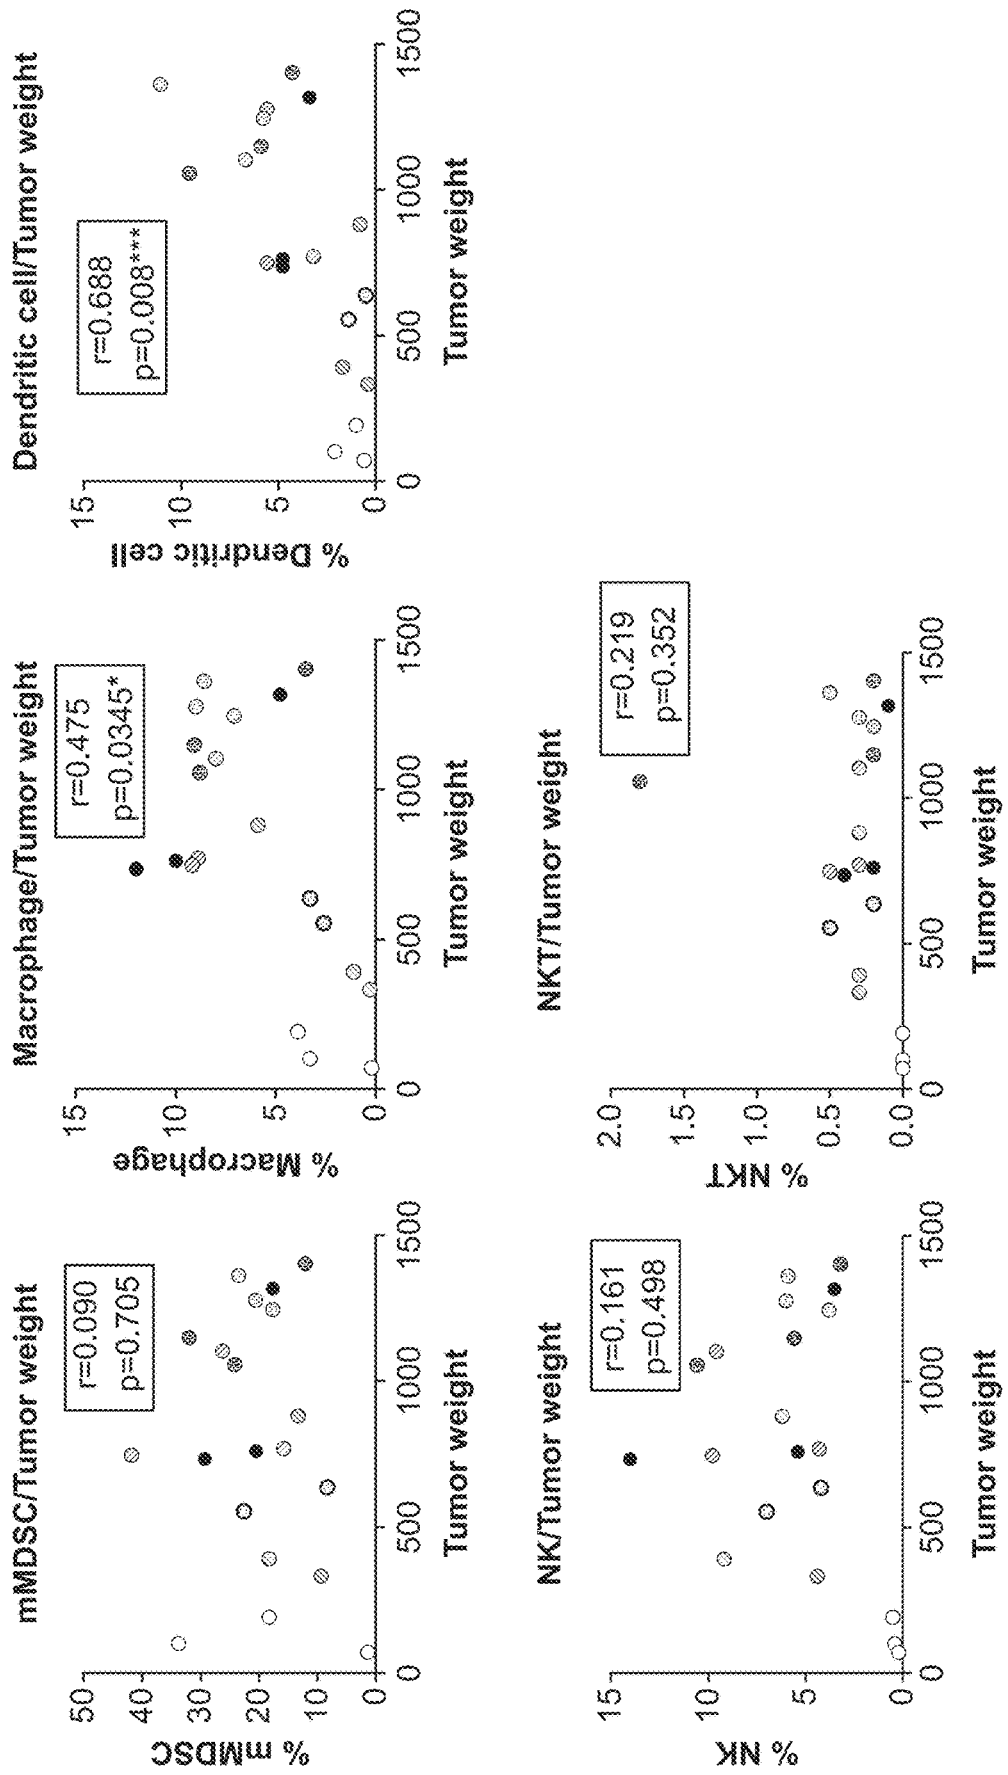 mMDSC/Tumor weight
r=0.090
p=0.705
50
40
30
20
10
0
% mMDSC
0
500
1000
1500
Tumor weight
Macrophage/Tumor weight
r=0.475
p=0.0345*
15
10
5
0
% Macrophage
0
500
1000
1500
Tumor weight
Dendritic cell/Tumor weight
r=0.688
p=0.008***
15
10
5
0
% Dendritic cell
0
500
1000
1500
Tumor weight
NK/Tumor weight
r=0.161
p=0.498
15
10
5
0
% NK
0
500
1000
1500
Tumor weight
NKT/Tumor weight
r=0.219
p=0.352
2.0
1.5
1.0
0.5
0.0
% NKT
0
500
1000
1500
Tumor weight